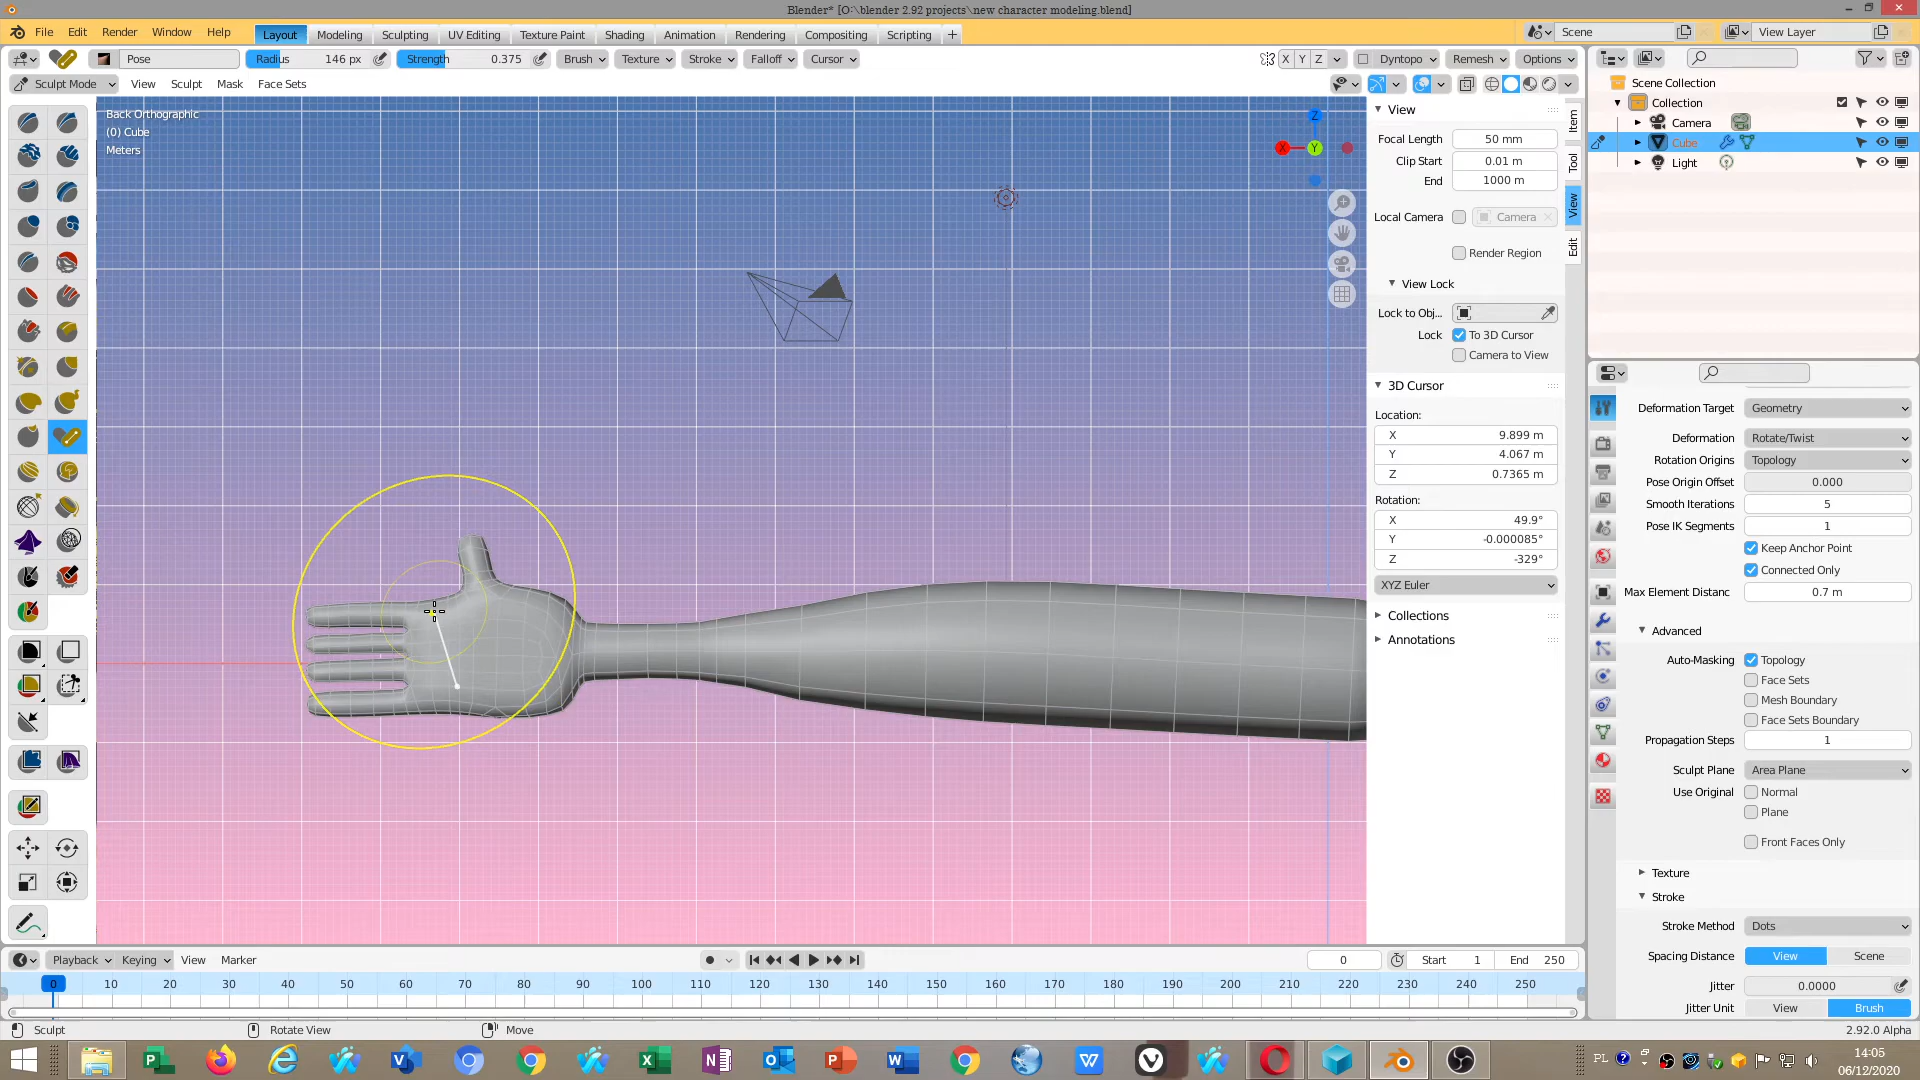 Blender* [O:\blender 2.92 projects\new character modeling.blend]
File Edit Render Window Help
Layout Modeling Sculpting UV Editing Texture Paint Shading Animation Rendering Compositing Scripting +
Scene
View Layer
Pose Radius 146 px Strength 0.375 Brush Texture Stroke Falloff Cursor X Y Z Dyntopo Remesh Options
Sculpt Mode View Sculpt Mask Face Sets
Back Orthographic
(0) Cube
Meters
Z
X
Y
View
Focal Length 50 mm
Clip Start 0.01 m
End 1000 m
Local Camera Camera
Render Region
View Lock
Lock to Obj...
Lock To 3D Cursor
Camera to View
3D Cursor
Location:
X 9.899 m
Y 4.067 m
Z 0.7365 m
Rotation:
X 49.9°
Y -0.000085°
Z -329°
XYZ Euler
Collections
Annotations
Item
Tool
View
Edit
Scene Collection
Collection
Camera
Cube
Light
Deformation Target Geometry
Deformation Rotate/Twist
Rotation Origins Topology
Pose Origin Offset 0.000
Smooth Iterations 5
Pose IK Segments 1
Keep Anchor Point
Connected Only
Max Element Distanc 0.7 m
Advanced
Auto-Masking Topology
Face Sets
Mesh Boundary
Face Sets Boundary
Propagation Steps 1
Sculpt Plane Area Plane
Use Original Normal
Plane
Front Faces Only
Texture
Stroke
Stroke Method Dots
Spacing Distance View Scene
Jitter 0.0000
Jitter Unit View Brush
Playback Keying View Marker
0 Start 1 End 250
0 10 20 30 40 50 60 70 80 90 100 110 120 130 140 150 160 170 180 190 200 210 220 230 240 250
Sculpt Rotate View Move
2.92.0 Alpha
PL
14:05
06/12/2020